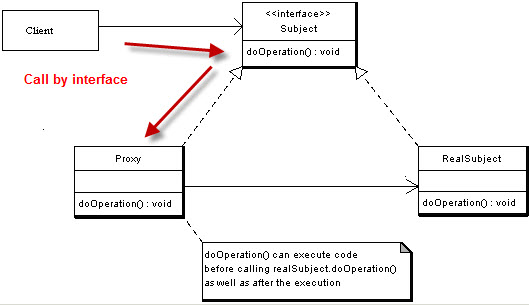 Client
<<interface>>
Subject
doOperation() : void
Call by interface
Proxy
doOperation() : void
RealSubject
doOperation() : void
doOperation() can execute code
before calling realSubject.doOperation()
as well as after the execution